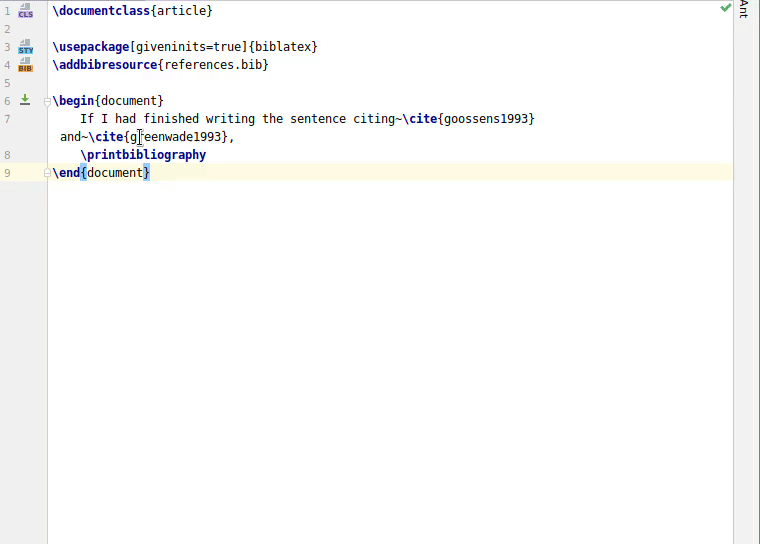 1 CLS \documentclass{article}
2
3 STY \usepackage[giveninits=true]{biblatex}
4 BIB \addbibresource{references.bib}
5
6 \begin{document}
7 If I had finished writing the sentence citing~\cite{goossens1993}
and~\cite{greenwade1993},
8 \printbibliography
9 \end{document}
Ant